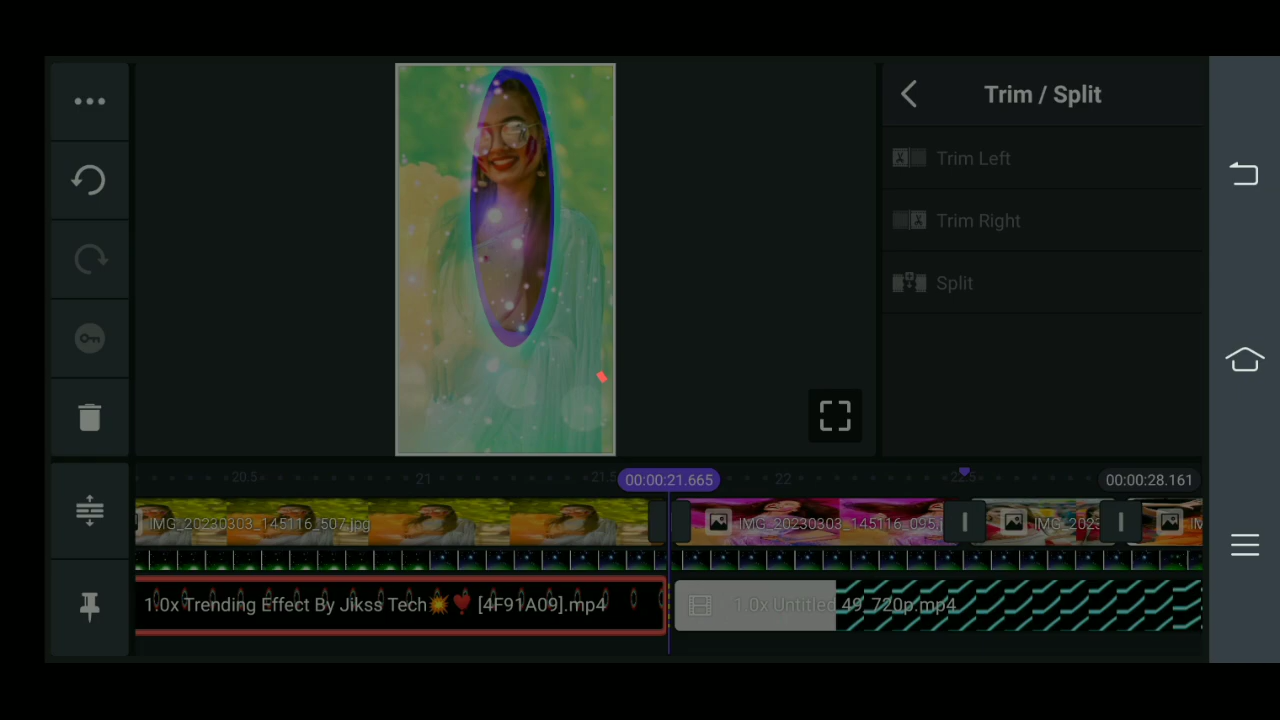 Trim / Split
Trim Left
Trim Right
Split
20.5 21 21.5 00:00:21.665 22 22.5 00:00:28.161
IMG_20230303_145116_507.jpg IMG_20230303_145116_095.j IMG_2023
1.0x Trending Effect By Jikss Tech💥❤️ [4F91A09].mp4 1.0x Untitled 49_720p.mp4